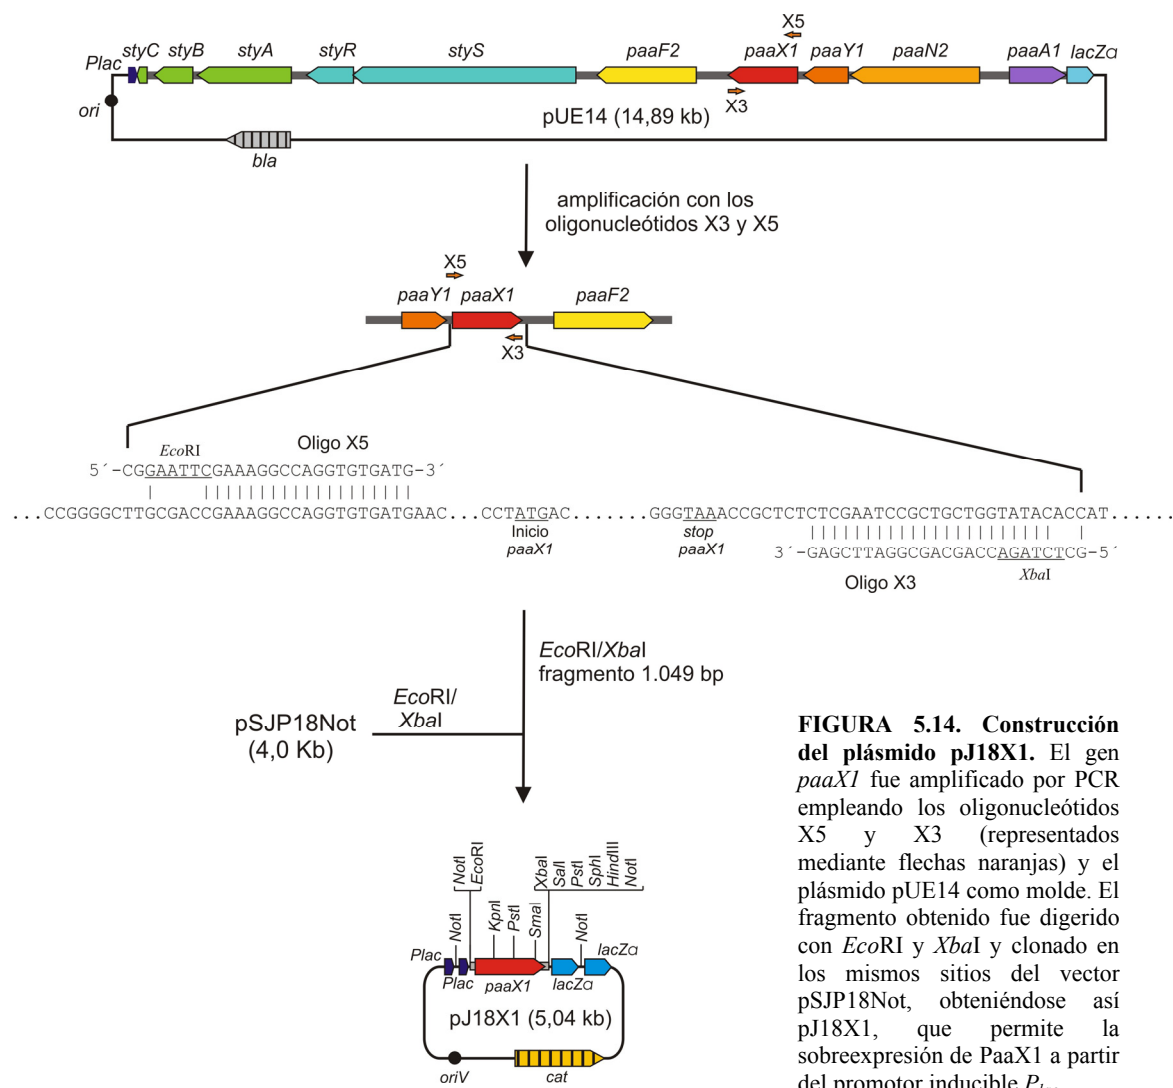 X5
styC styB styA styR styS paaF2 paaX1 paaY1 paaN2 paaA1 lacZα
Plac
ori
X3
pUE14 (14,89 kb)
bla
amplificación con los
oligonucleótidos X3 y X5
X5
paaY1 paaX1 paaF2
X3
EcoRI Oligo X5
5´-CGGAATTCGAAAGGCCAGGTGTGATG-3´
...CCGGGGCTTGCGACCGAAAGGCCAGGTGTGATGAAC...CCTATGAC.......GGGTAAACCGCTCTCTCGAATCCGCTGCTGGTATACACCAT......
Inicio
paaX1
stop
paaX1
3´-GAGCTTAGGCGACGACCAGATCTCG-5´
Oligo X3
XbaI
EcoRI/XbaI
fragmento 1.049 bp
EcoRI/
XbaI
pSJP18Not
(4,0 Kb)
NotI EcoRI XbaI SalI PstI SphI HindIII NotI
NotI KpnI PstI SmaI NotI
Plac lacZα
Plac paaX1 lacZα
pJ18X1 (5,04 kb)
oriV cat
FIGURA 5.14. Construcción
del plásmido pJ18X1. El gen
paaX1 fue amplificado por PCR
empleando los oligonucleótidos
X5 y X3 (representados
mediante flechas naranjas) y el
plásmido pUE14 como molde. El
fragmento obtenido fue digerido
con EcoRI y XbaI y clonado en
los mismos sitios del vector
pSJP18Not, obteniéndose así
pJ18X1, que permite la
sobreexpresión de PaaX1 a partir
del promotor inducible Plac